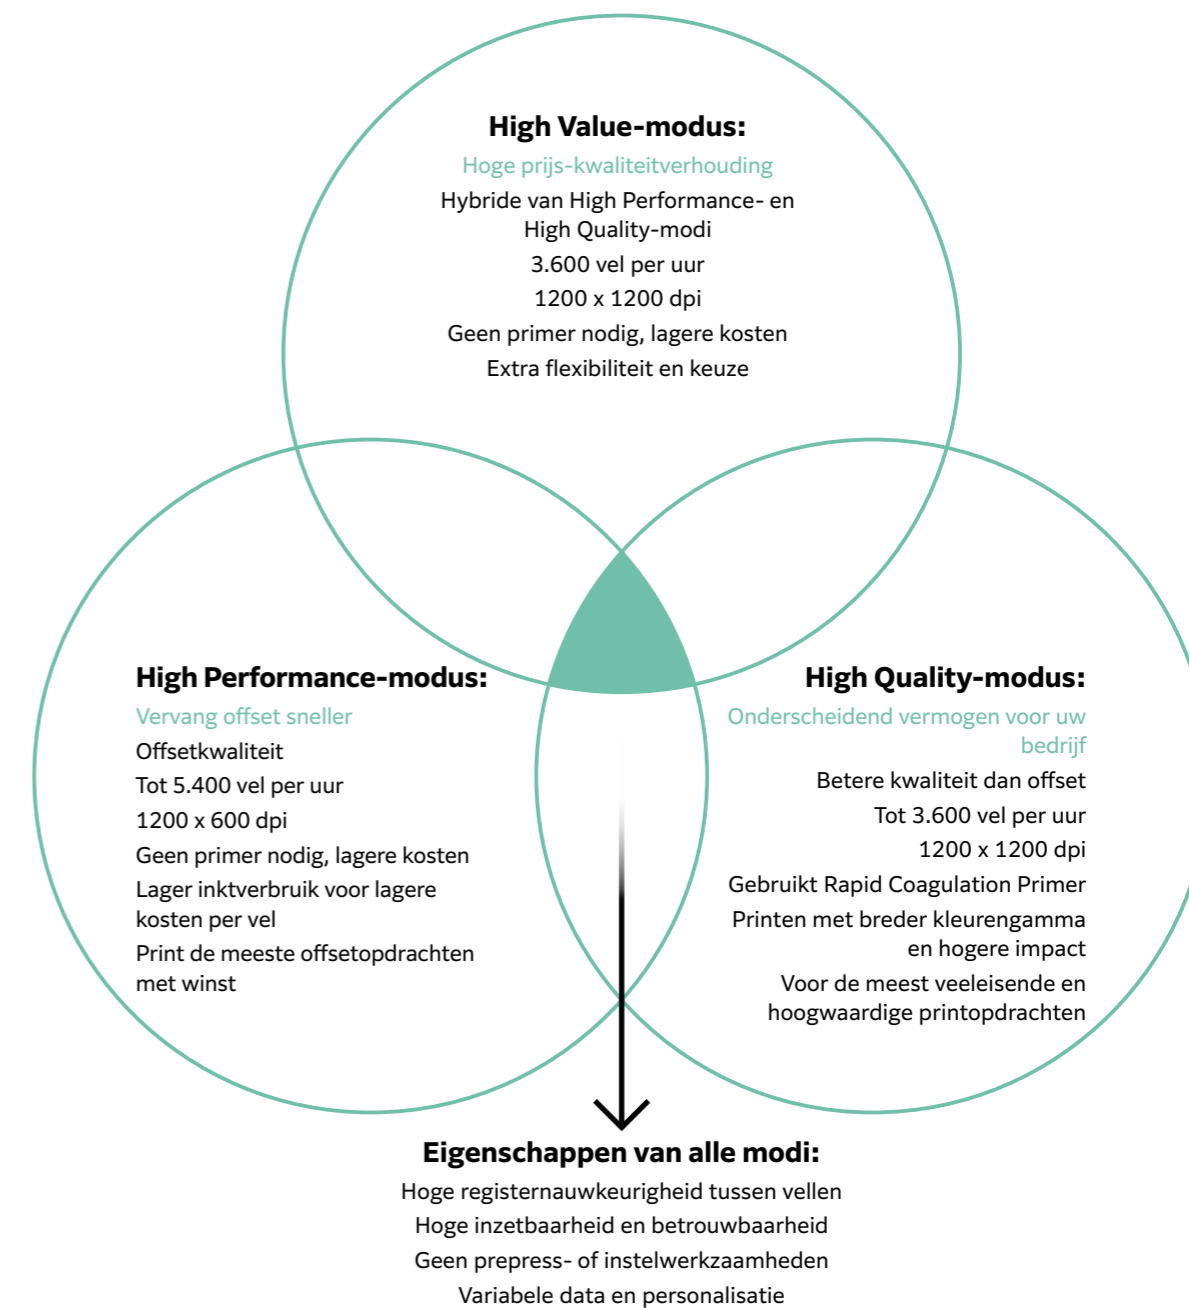 High Value-modus:
Hoge prijs-kwaliteitverhouding
Hybride van High Performance- en
High Quality-modi
3.600 vel per uur
1200 x 1200 dpi
Geen primer nodig, lagere kosten
Extra flexibiliteit en keuze
High Performance-modus:
Vervang offset sneller
Offsetkwaliteit
Tot 5.400 vel per uur
1200 x 600 dpi
Geen primer nodig, lagere kosten
Lager inktverbruik voor lagere
kosten per vel
Print de meeste offsetopdrachten
met winst
High Quality-modus:
Onderscheidend vermogen voor uw
bedrijf
Betere kwaliteit dan offset
Tot 3.600 vel per uur
1200 x 1200 dpi
Gebruikt Rapid Coagulation Primer
Printen met breder kleurengamma
en hogere impact
Voor de meest veeleisende en
hoogwaardige printopdrachten
Eigenschappen van alle modi:
Hoge registernauwkeurigheid tussen vellen
Hoge inzetbaarheid en betrouwbaarheid
Geen prepress- of instelwerkzaamheden
Variabele data en personalisatie